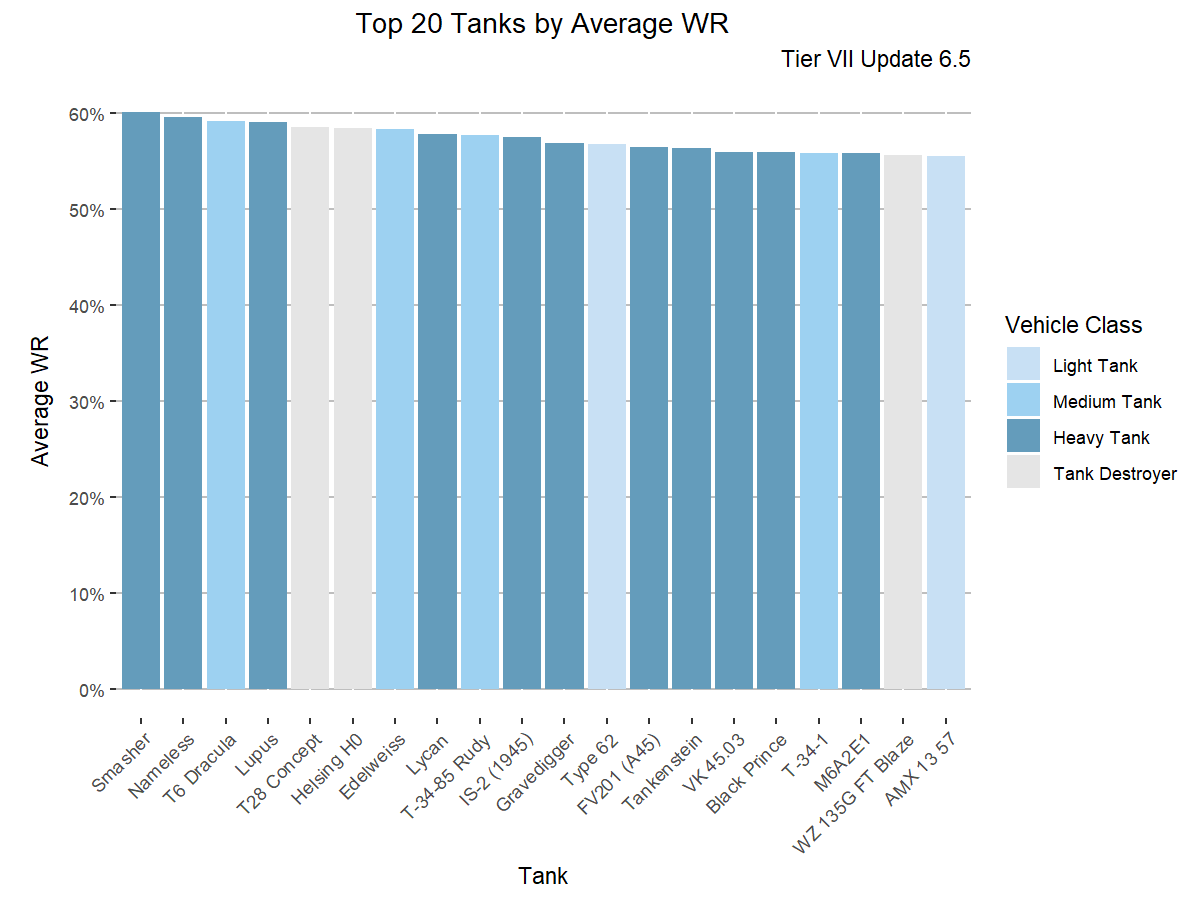 Top 20 Tanks by Average WR
Tier VII Update 6.5
60%
50%
40%
30%
20%
10%
0%
Average WR
Smasher
Nameless
T6 Dracula
Lupus
T28 Concept
Helsing H0
Edelweiss
Lycan
T-34-85 Rudy
IS-2 (1945)
Gravedigger
Type 62
FV201 (A45)
Tankenstein
VK 45.03
Black Prince
T-34-1
M6A2E1
WZ 135G FT Blaze
AMX 13 57
Tank
Vehicle Class
Light Tank
Medium Tank
Heavy Tank
Tank Destroyer